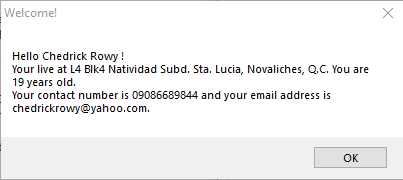 Welcome!
Hello Chedrick Rowy !
Your live at L4 Blk4 Natividad Subd. Sta. Lucia, Novaliches, Q.C. You are
19 years old.
Your contact number is 09086689844 and your email address is
chedrickrowy@yahoo.com.
OK